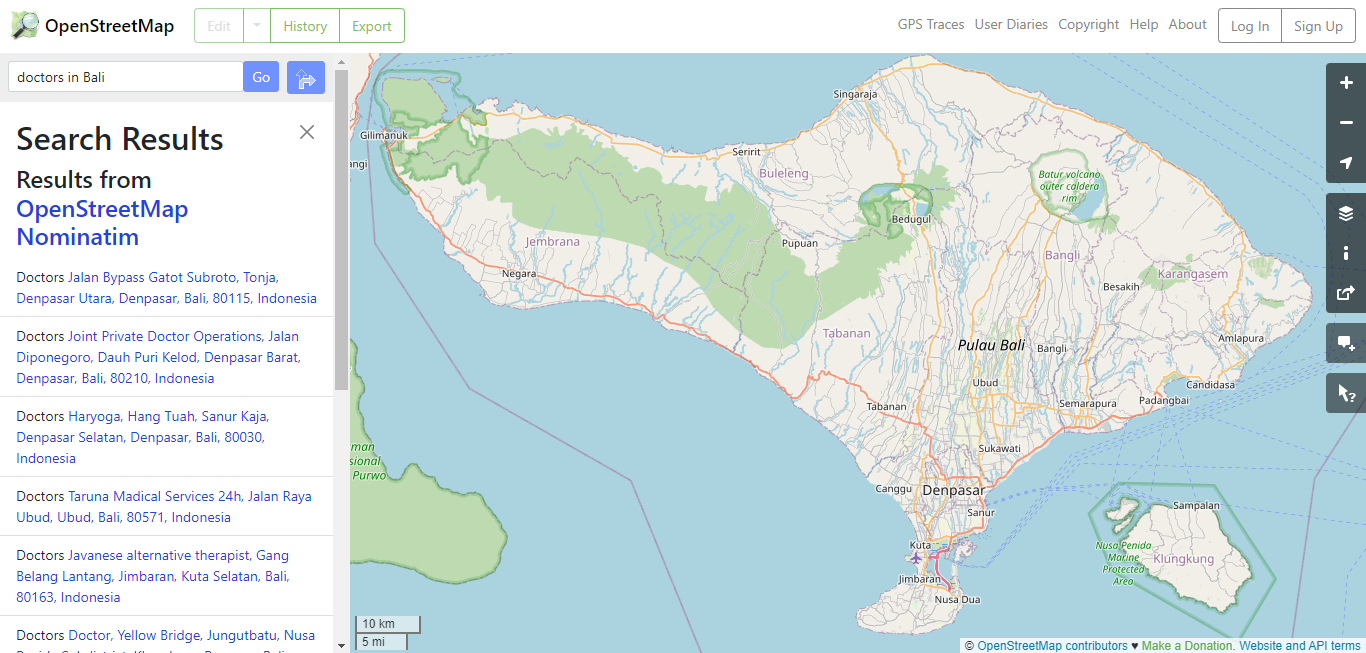 OpenStreetMap
Edit
History
Export
GPS Traces
User Diaries
Copyright
Help
About
Log In
Sign Up
doctors in Bali
Go
Search Results
Results from
OpenStreetMap
Nominatim
Doctors Jalan Bypass Gatot Subroto, Tonja,
Denpasar Utara, Denpasar, Bali, 80115, Indonesia
Doctors Joint Private Doctor Operations, Jalan
Diponegoro, Dauh Puri Kelod, Denpasar Barat,
Denpasar, Bali, 80210, Indonesia
Doctors Haryoga, Hang Tuah, Sanur Kaja,
Denpasar Selatan, Denpasar, Bali, 80030,
Indonesia
Doctors Taruna Madical Services 24h, Jalan Raya
Ubud, Ubud, Bali, 80571, Indonesia
Doctors Javanese alternative therapist, Gang
Belang Lantang, Jimbaran, Kuta Selatan, Bali,
80163, Indonesia
Doctors Doctor, Yellow Bridge, Jungutbatu, Nusa
Singaraja
Gilimanuk
angi
Seririt
Buleleng
Batur volcano
outer caldera
rim
Bedugul
Jembrana
Pupuan
Bangli
Negara
Karangasem
Besakih
Tabanan
Pulau Bali
Bangli
Amlapura
Ubud
Candidasa
Tabanan
Semarapura
Padangbai
man
sional
Purwo
Sukawati
Canggu
Denpasar
Sanur
Sampalan
Kuta
Nusa Penida
Marine
Protected
Area
Klungkung
Jimbaran
Nusa Dua
10 km
5 mi
© OpenStreetMap contributors ♥ Make a Donation. Website and API terms